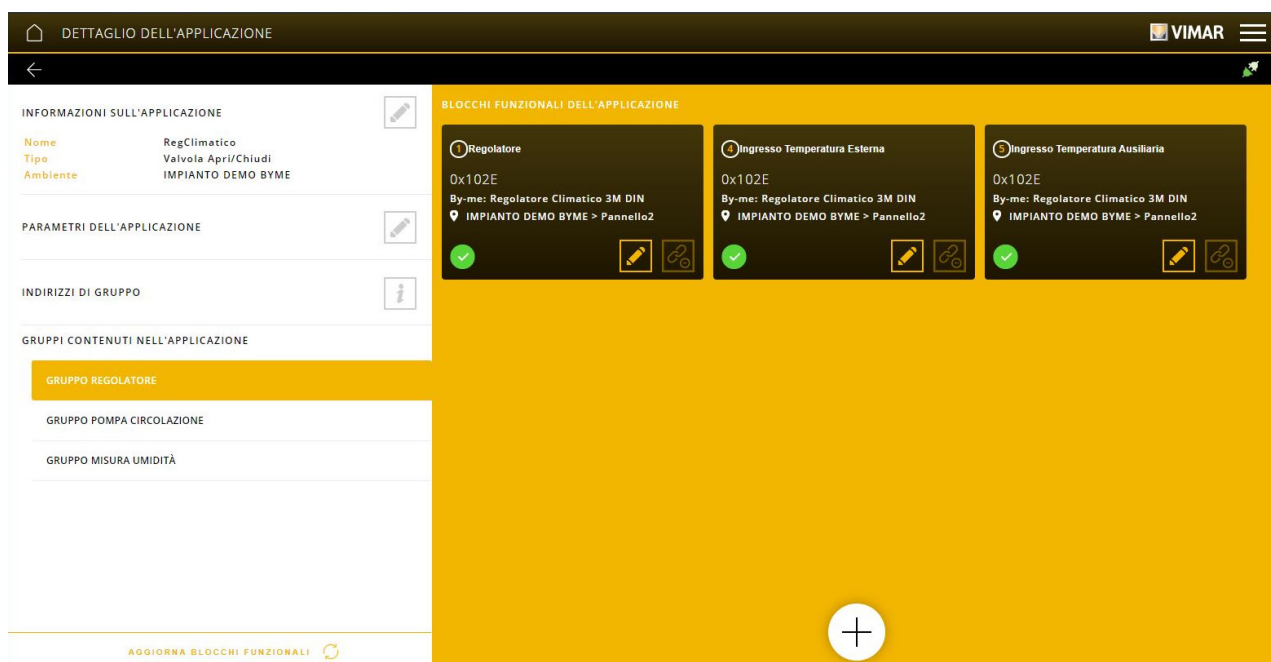 DETTAGLIO DELL'APPLICAZIONE
VIMAR
INFORMAZIONI SULL'APPLICAZIONE
Nome RegClimatico
Tipo Valvola Apri/Chiudi
Ambiente IMPIANTO DEMO BYME
PARAMETRI DELL'APPLICAZIONE
INDIRIZZI DI GRUPPO
i
GRUPPI CONTENUTI NELL'APPLICAZIONE
GRUPPO REGOLATORE
GRUPPO POMPA CIRCOLAZIONE
GRUPPO MISURA UMIDITÀ
AGGIORNA BLOCCHI FUNZIONALI
BLOCCHI FUNZIONALI DELL'APPLICAZIONE
1 Regolatore
0x102E
By-me: Regolatore Climatico 3M DIN
IMPIANTO DEMO BYME > Pannello2
4 Ingresso Temperatura Esterna
0x102E
By-me: Regolatore Climatico 3M DIN
IMPIANTO DEMO BYME > Pannello2
5 Ingresso Temperatura Ausiliaria
0x102E
By-me: Regolatore Climatico 3M DIN
IMPIANTO DEMO BYME > Pannello2